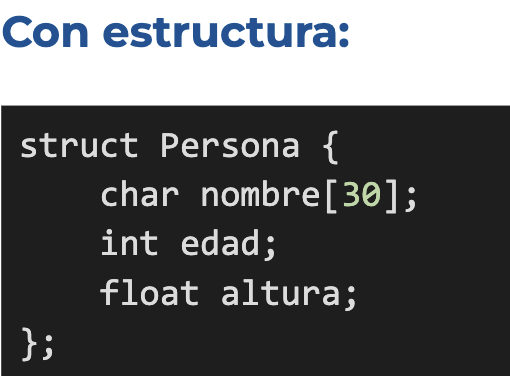 Con estructura:
struct Persona {
    char nombre[30];
    int edad;
    float altura;
};